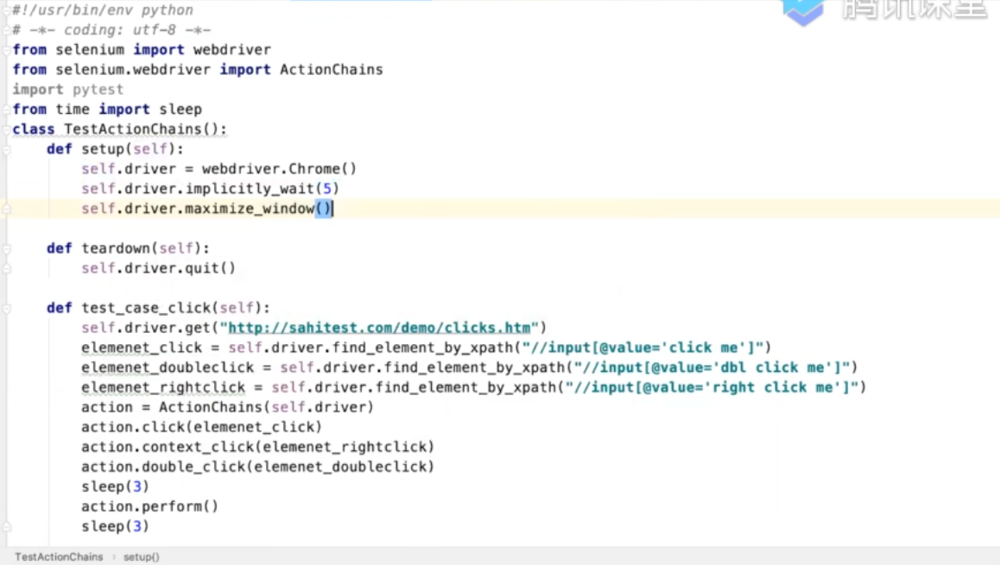 腾讯课堂
#!/usr/bin/env python
# -*- coding: utf-8 -*-
from selenium import webdriver
from selenium.webdriver import ActionChains
import pytest
from time import sleep
class TestActionChains():
    def setup(self):
        self.driver = webdriver.Chrome()
        self.driver.implicitly_wait(5)
        self.driver.maximize_window()
    def teardown(self):
        self.driver.quit()
    def test_case_click(self):
        self.driver.get("http://sahitest.com/demo/clicks.htm")
        elemenet_click = self.driver.find_element_by_xpath("//input[@value='click me']")
        elemenet_doubleclick = self.driver.find_element_by_xpath("//input[@value='dbl click me']")
        elemenet_rightclick = self.driver.find_element_by_xpath("//input[@value='right click me']")
        action = ActionChains(self.driver)
        action.click(elemenet_click)
        action.context_click(elemenet_rightclick)
        action.double_click(elemenet_doubleclick)
        sleep(3)
        action.perform()
        sleep(3)
TestActionChains › setup()